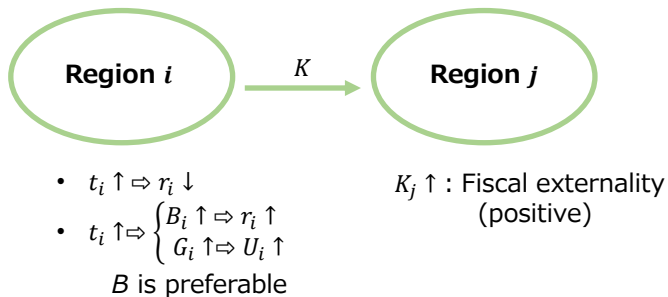 Region i
K
Region j
• t_i ↑ ⇨ r_i ↓
• t_i ↑⇨ { B_i ↑ ⇨ r_i ↑
G_i ↑⇨ U_i ↑
B is preferable
K_j ↑ : Fiscal externality
(positive)